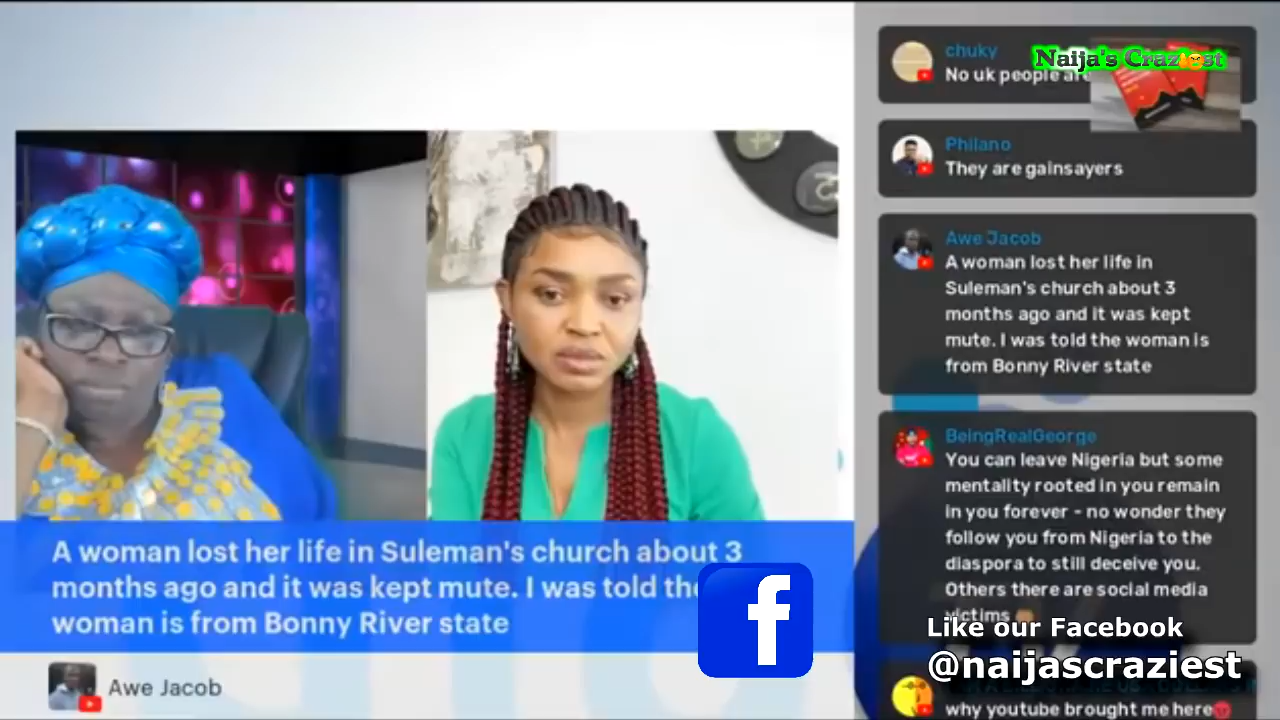 A woman lost her life in Suleman's church about 3
months ago and it was kept mute. I was told the
woman is from Bonny River state
Awe Jacob
f
Naija's Craziest
chuky
No uk people are
Philano
They are gainsayers
Awe Jacob
A woman lost her life in
Suleman's church about 3
months ago and it was kept
mute. I was told the woman is
from Bonny River state
BeingRealGeorge
You can leave Nigeria but some
mentality rooted in you remain
in you forever - no wonder they
follow you from Nigeria to the
diaspora to still deceive you.
Others there are social media
victims
Like our Facebook
@naijascraziest
why youtube brought me here